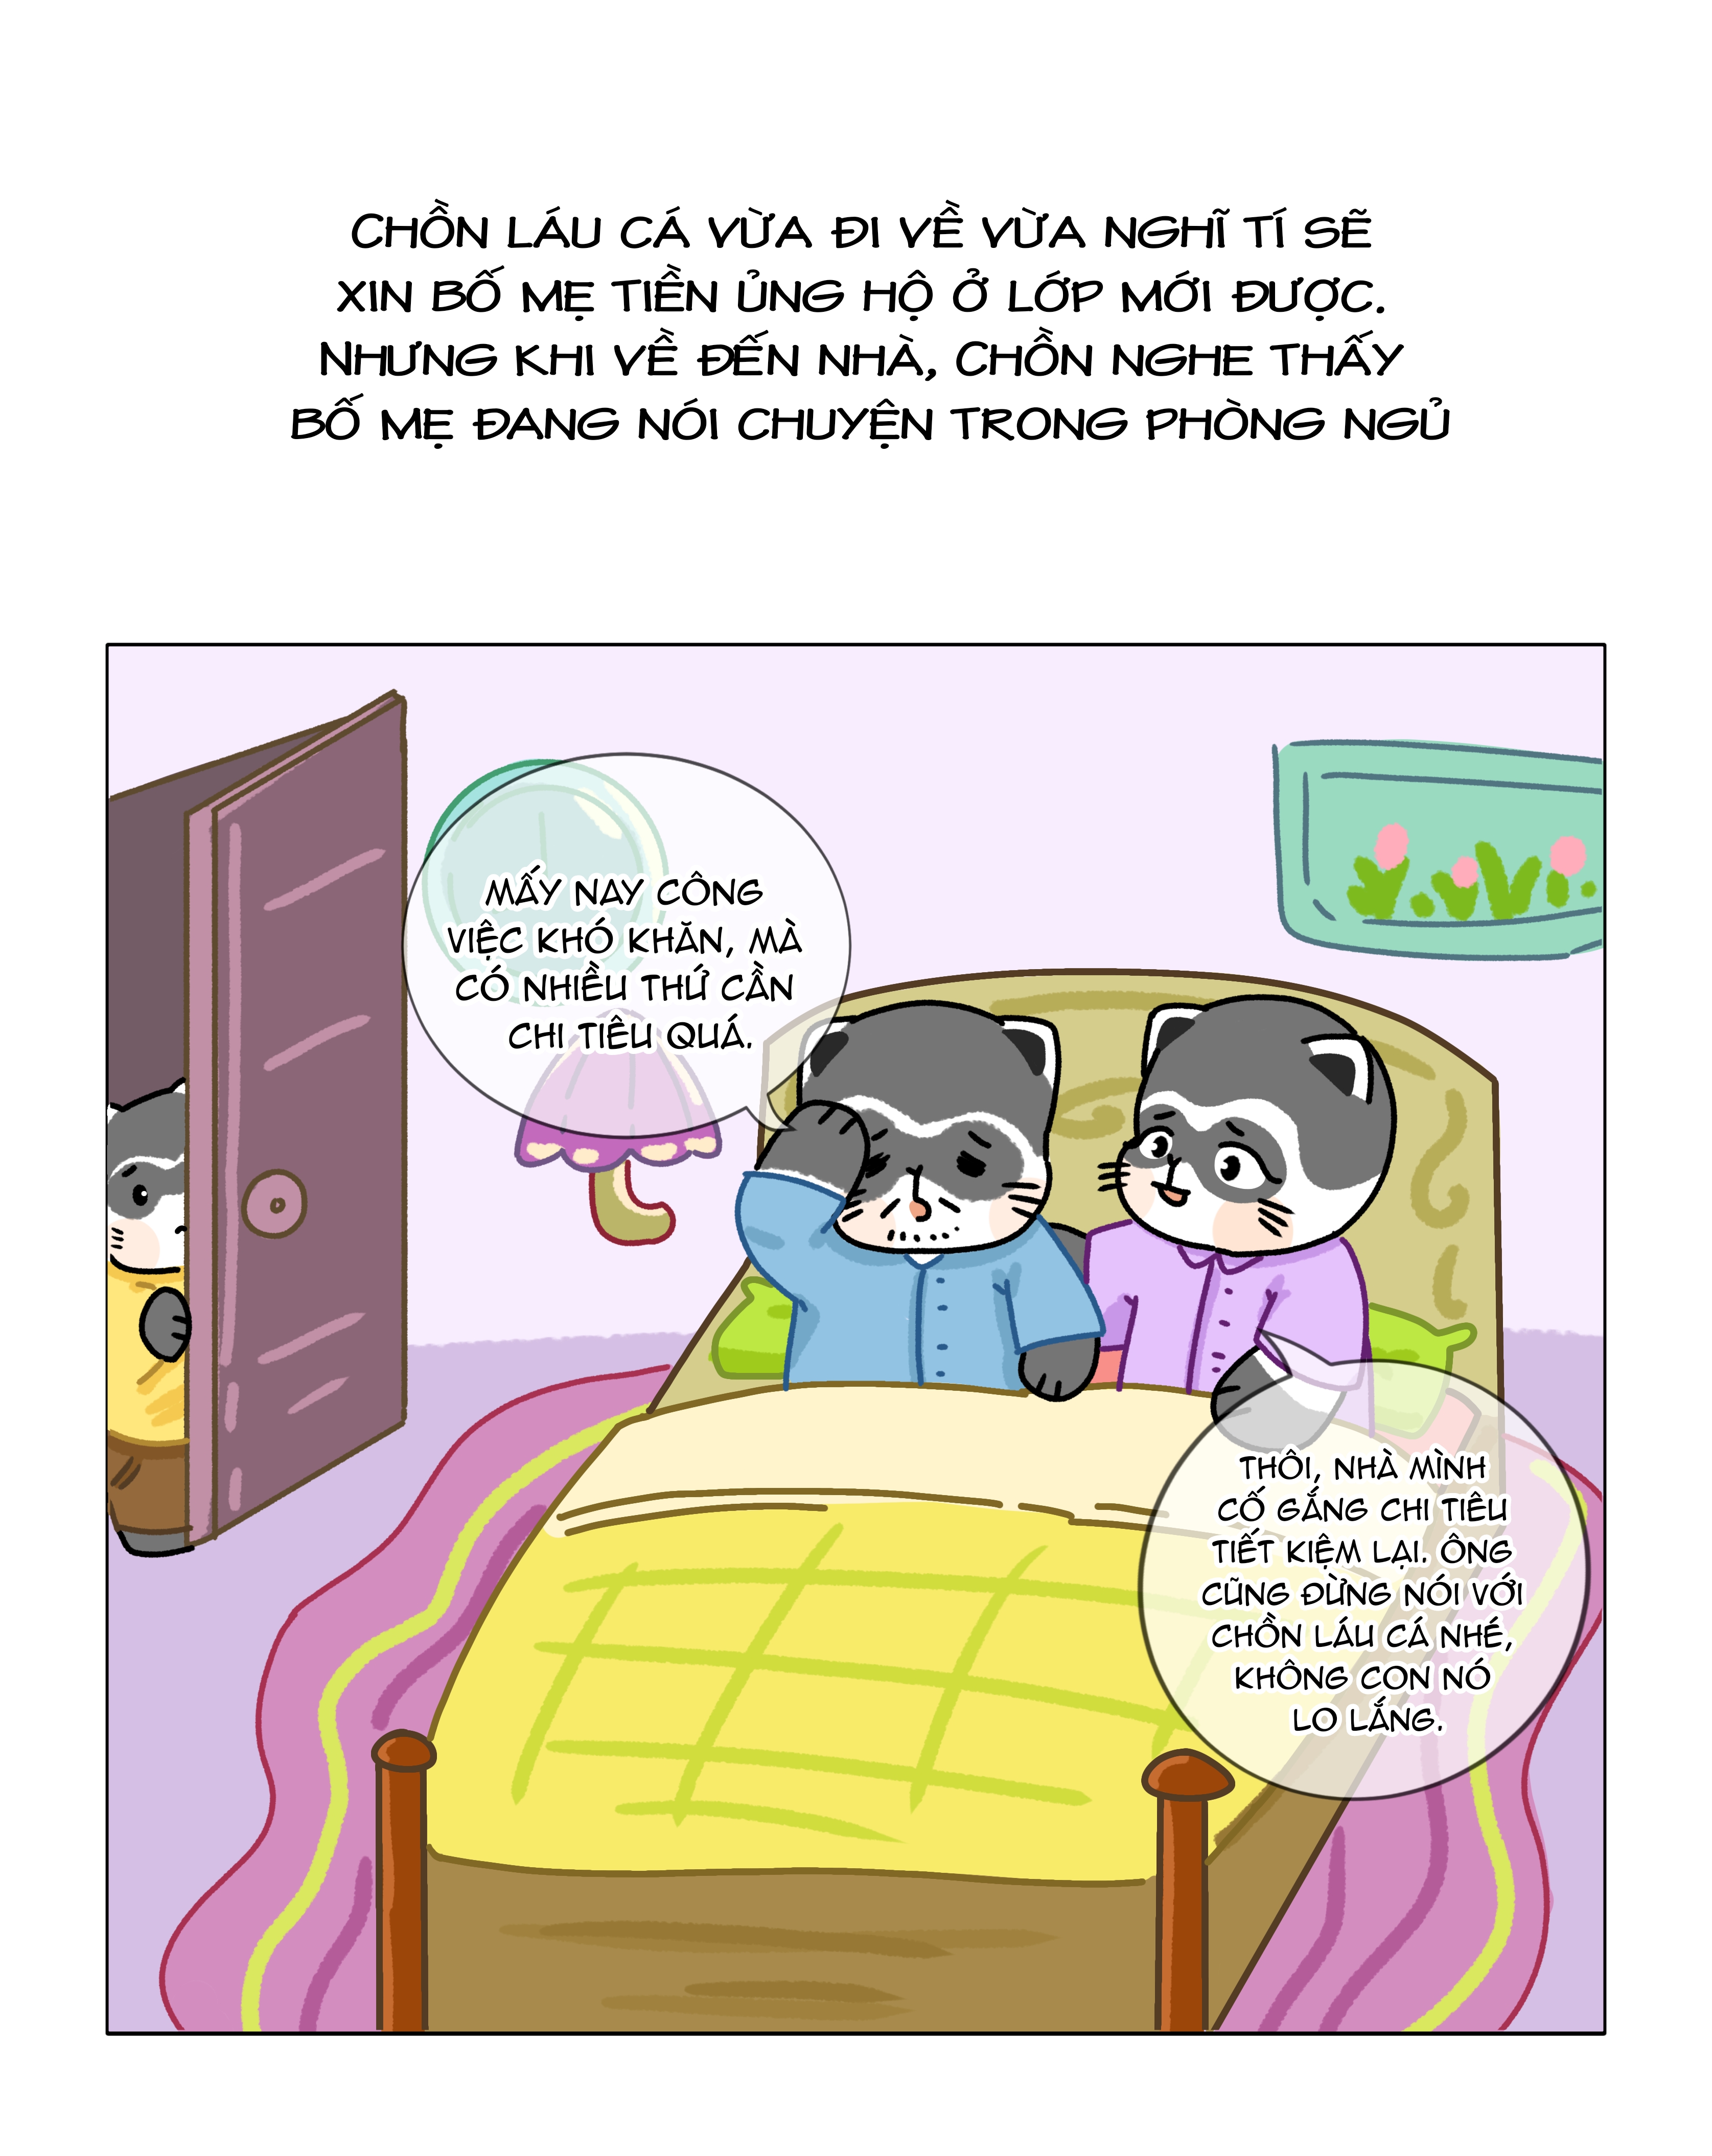 CHỒN LÁU CÁ VỪA ĐI VỀ VỪA NGHĨ TÍ SẼ
XIN BỐ MẸ TIỀN ỦNG HỘ Ở LỚP MỚI ĐƯỢC.
NHƯNG KHI VỀ ĐẾN NHÀ, CHỒN NGHE THẤY
BỐ MẸ ĐANG NÓI CHUYỆN TRONG PHÒNG NGỦ
MẤY NAY CÔNG
VIỆC KHÓ KHĂN, MÀ
CÓ NHIỀU THỨ CẦN
CHI TIÊU QUÁ.
THÔI, NHÀ MÌNH
CỐ GẮNG CHI TIÊU
TIẾT KIỆM LẠI. ÔNG
CŨNG ĐỪNG NÓI VỚI
CHỒN LÁU CÁ NHÉ,
KHÔNG CON NÓ
LO LẮNG.